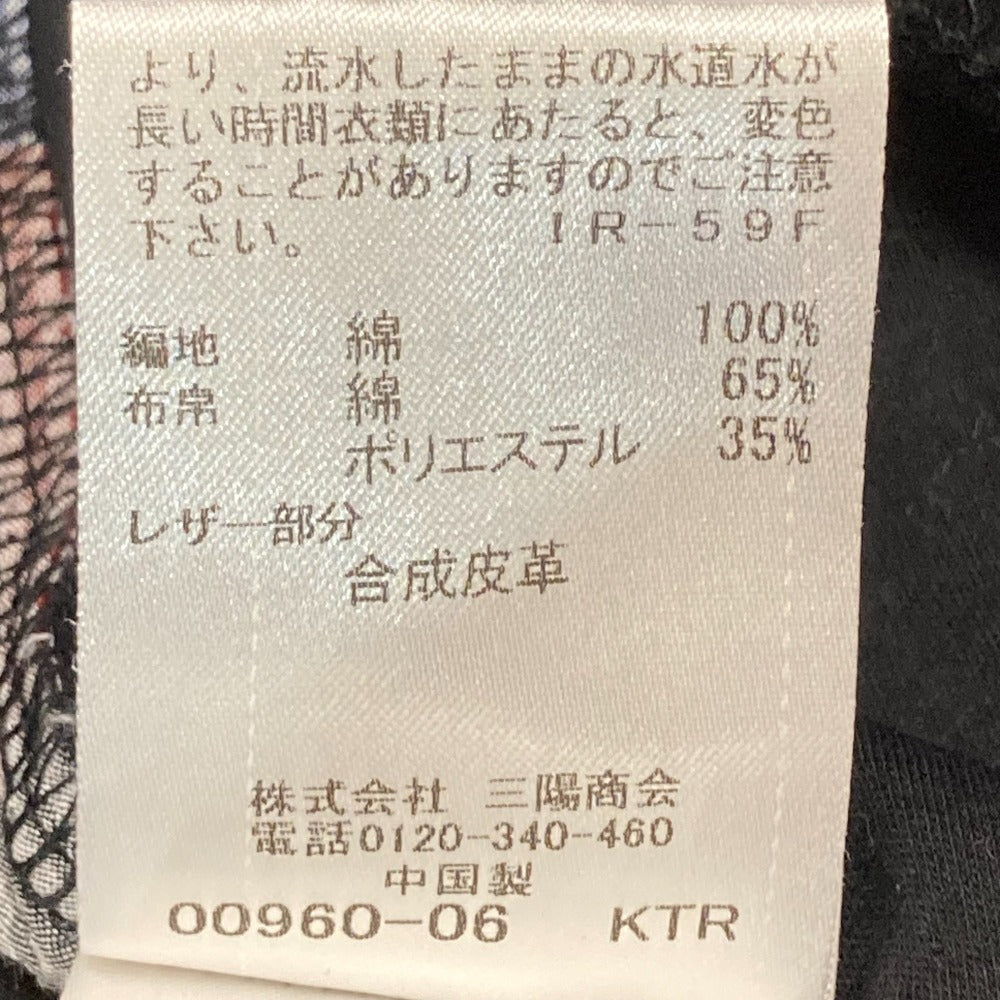 より、流水したままの水道水が
長い時間衣類にあたると、変色
することがありますのでご注意
下さい。 IR-59F
編地 綿 100%
布帛 綿 65%
ポリエステル 35%
レザー部分
合成皮革
株式会社 三陽商会
電話0120-340-460
中国製
00960-06 KTR